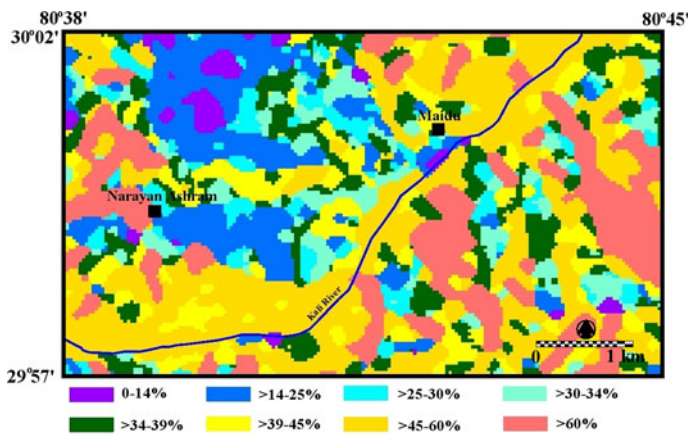 80°38' 80°45'
30°02'
Maidu
Narayan Ashram
Kali River
29°57'
0 1 km
0-14% >14-25% >25-30% >30-34%
>34-39% >39-45% >45-60% >60%